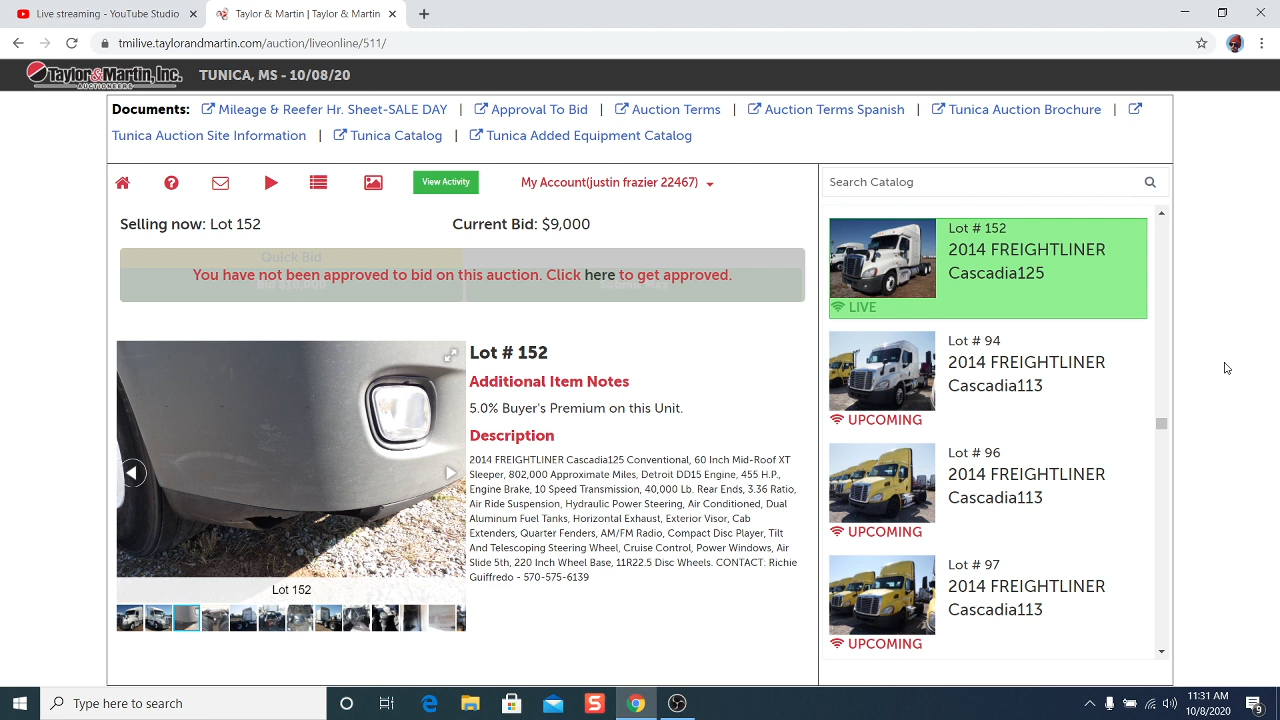 Live streaming - YouTube Studio
Taylor & Martin | Taylor & Martin
tmilive.taylorandmartin.com/auction/liveonline/511/
Taylor & Martin, Inc.
AUCTIONEERS
TUNICA, MS - 10/08/20
Documents: Mileage & Reefer Hr. Sheet-SALE DAY | Approval To Bid | Auction Terms | Auction Terms Spanish | Tunica Auction Brochure |
Tunica Auction Site Information | Tunica Catalog | Tunica Added Equipment Catalog
View Activity
My Account(justin frazier 22467)
Search Catalog
Selling now: Lot 152
Current Bid: $9,000
Quick Bid
You have not been approved to bid on this auction. Click here to get approved.
Bid $10,000
Submit Max
Lot 152
Lot # 152
Additional Item Notes
5.0% Buyer's Premium on this Unit.
Description
2014 FREIGHTLINER Cascadia125 Conventional, 60 Inch Mid-Roof XT
Sleeper, 802,000 Approximate Miles, Detroit DD15 Engine, 455 H.P.,
Engine Brake, 10 Speed Transmission, 40,000 Lb. Rear Ends, 3.36 Ratio,
Air Ride Suspension, Hydraulic Power Steering, Air Conditioned, Dual
Aluminum Fuel Tanks, Horizontal Exhaust, Exterior Visor, Cab
Extenders, Quarter Fenders, AM/FM Radio, Compact Disc Player, Tilt
And Telescoping Steering Wheel, Cruise Control, Power Windows, Air
Slide 5th, 220 Inch Wheel Base, 11R22.5 Disc Wheels. CONTACT: Richie
Guiffredo - 570-575-6139
Lot # 152
2014 FREIGHTLINER
Cascadia125
LIVE
Lot # 94
2014 FREIGHTLINER
Cascadia113
UPCOMING
Lot # 96
2014 FREIGHTLINER
Cascadia113
UPCOMING
Lot # 97
2014 FREIGHTLINER
Cascadia113
UPCOMING
Type here to search
11:31 AM
10/8/2020
9